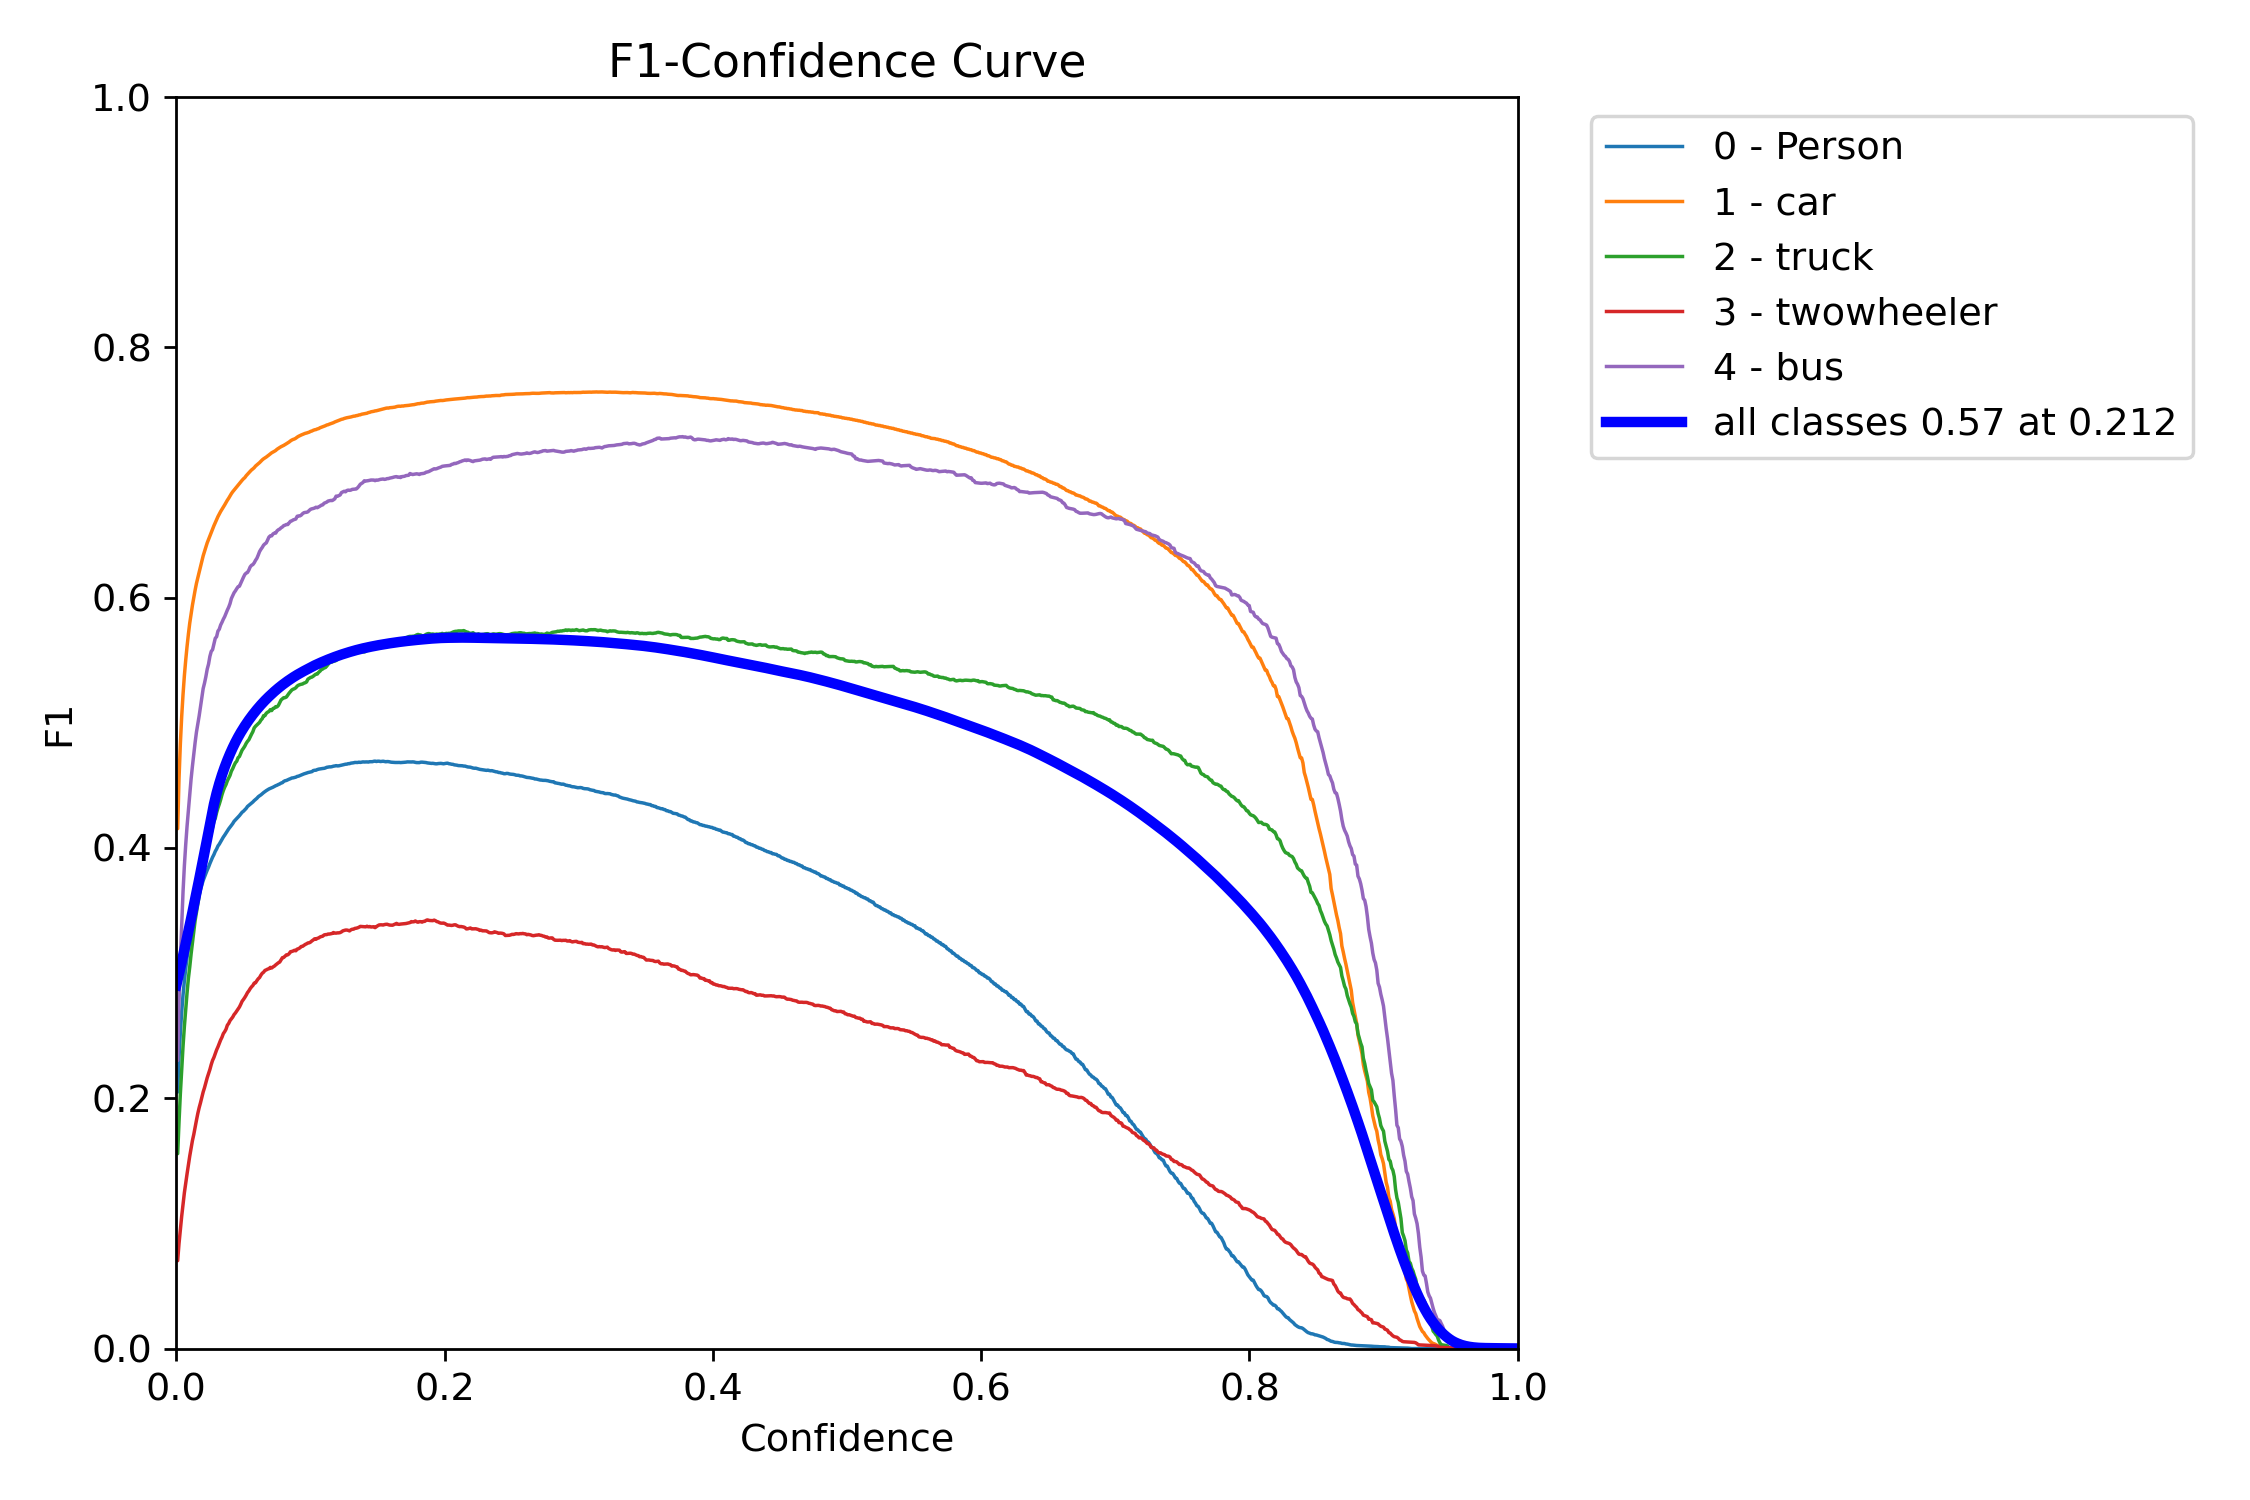 F1-Confidence Curve
1.0
0.8
0.6
0.4
0.2
0.0
F1
0.0 0.2 0.4 0.6 0.8 1.0
Confidence
0 - Person
1 - car
2 - truck
3 - twowheeler
4 - bus
all classes 0.57 at 0.212